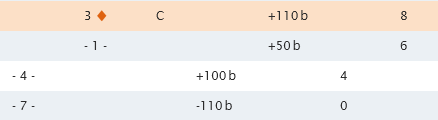 3 ♦ C +110 b 8
- 1 - +50 b 6
- 4 - +100 b 4
- 7 - -110 b 0